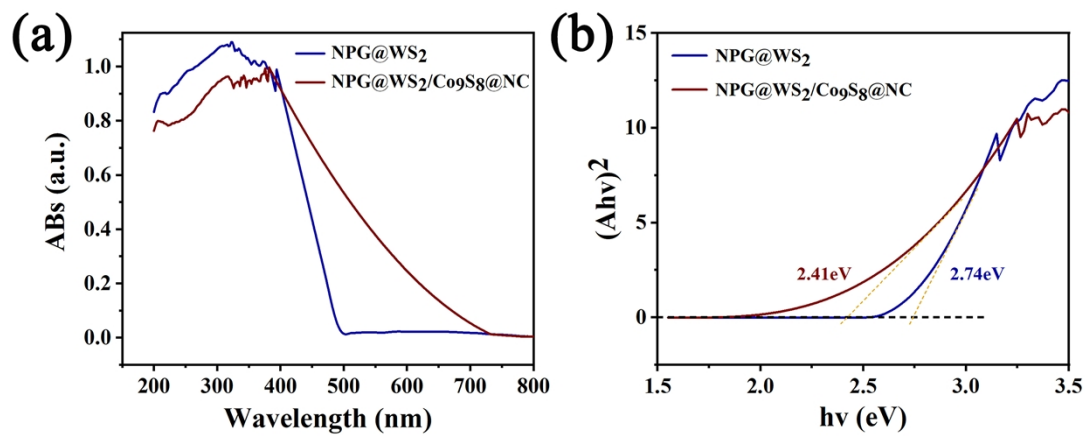 (a)
NPG@WS₂
NPG@WS₂/Co₉S₈@NC
1.0
0.8
0.6
0.4
0.2
0.0
ABs (a.u.)
200 300 400 500 600 700 800
Wavelength (nm)
(b)
NPG@WS₂
NPG@WS₂/Co₉S₈@NC
15
10
5
0
(Ahv)²
2.41eV
2.74eV
1.5 2.0 2.5 3.0 3.5
hv (eV)